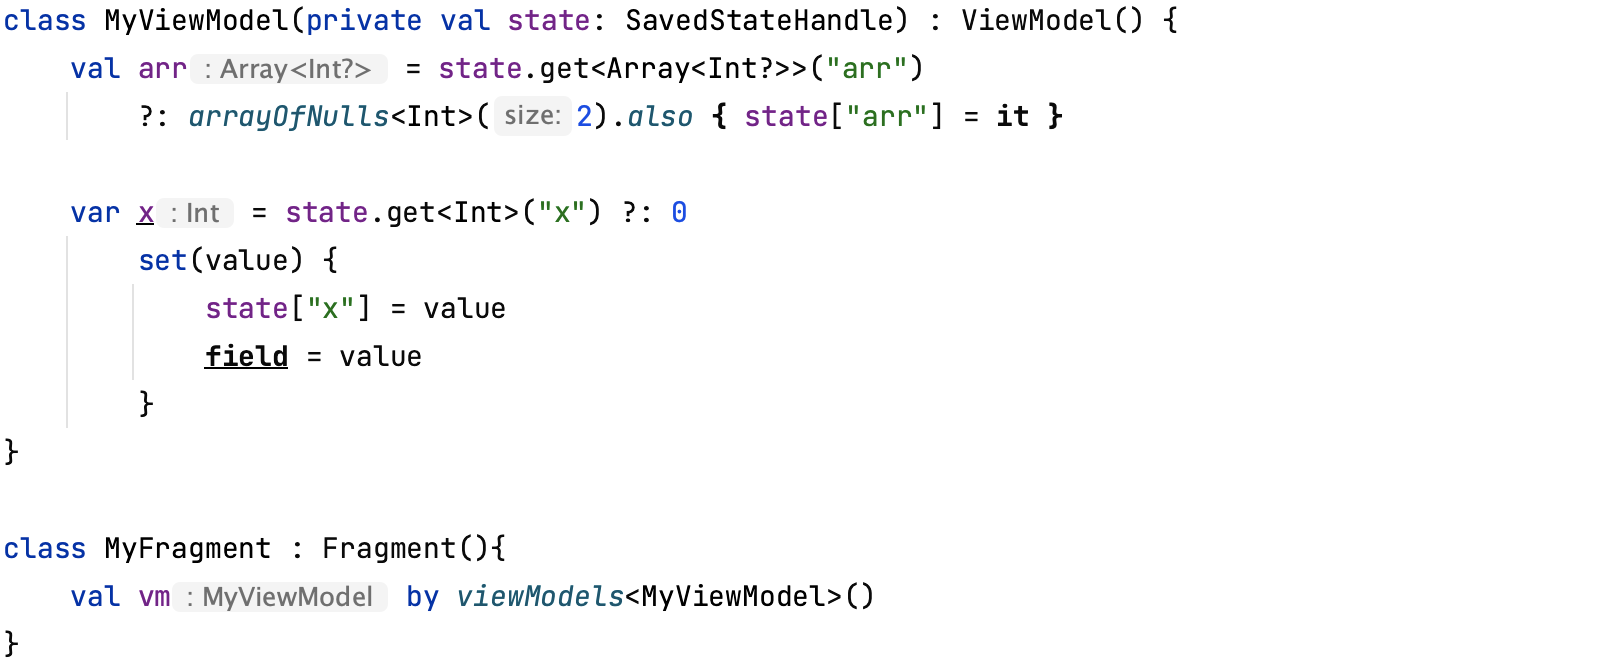 class MyViewModel(private val state: SavedStateHandle) : ViewModel() {
    val arr : Array<Int?> = state.get<Array<Int?>>("arr")
        ?: arrayOfNulls<Int>( size: 2).also { state["arr"] = it }
    var x : Int = state.get<Int>("x") ?: 0
        set(value) {
            state["x"] = value
            field = value
        }
}
class MyFragment : Fragment(){
    val vm : MyViewModel by viewModels<MyViewModel>()
}